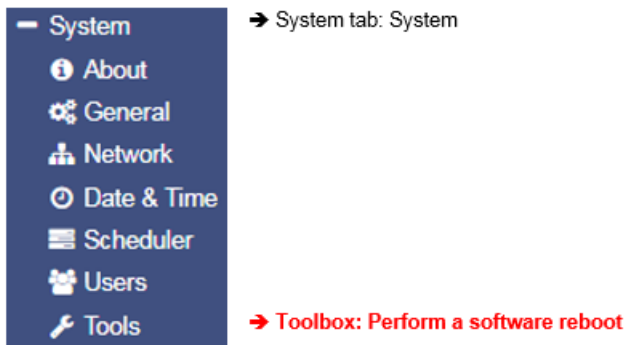 System
➔ System tab: System
About
General
Network
Date & Time
Scheduler
Users
Tools
➔ Toolbox: Perform a software reboot